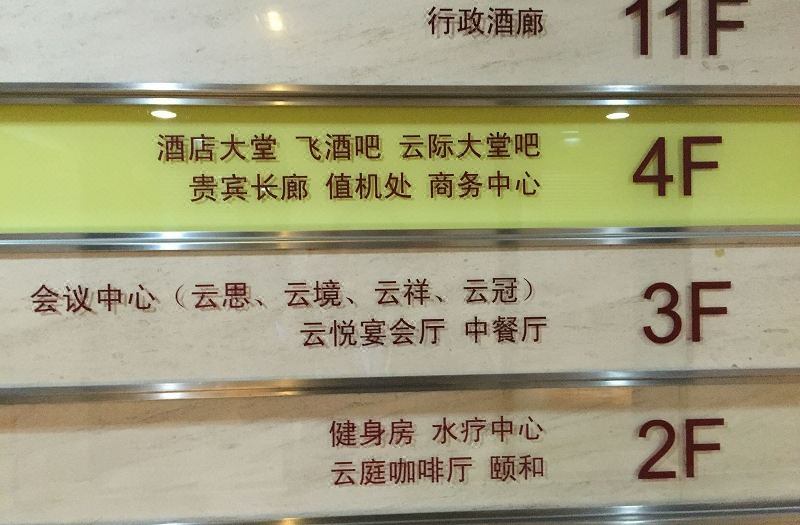 行政酒廊 11F
酒店大堂 飞酒吧 云际大堂吧 4F
贵宾长廊 值机处 商务中心
会议中心（云思、云境、云祥、云冠） 3F
云悦宴会厅 中餐厅
健身房 水疗中心 2F
云庭咖啡厅 颐和